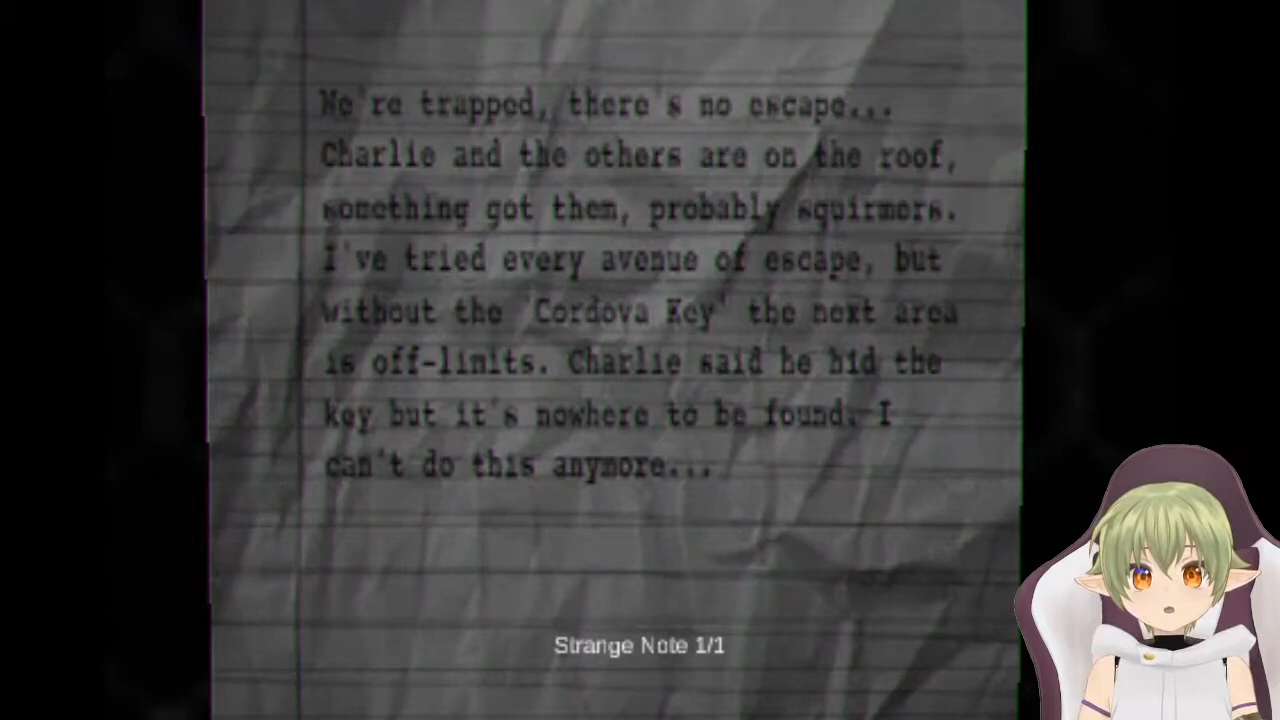 We're trapped, there's no escape...
Charlie and the others are on the roof,
something got them, probably squirmers.
I've tried every avenue of escape, but
without the 'Cordova Key' the next area
is off-limits. Charlie said he hid the
key but it's nowhere to be found. I
can't do this anymore...
Strange Note 1/1